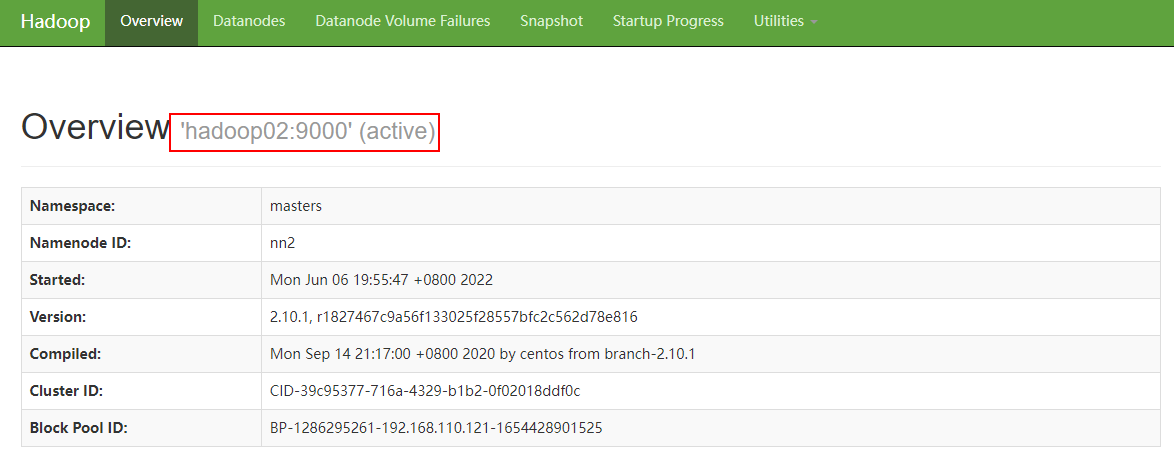 Hadoop Overview Datanodes Datanode Volume Failures Snapshot Startup Progress Utilities
Overview 'hadoop02:9000' (active)
Namespace: masters
Namenode ID: nn2
Started: Mon Jun 06 19:55:47 +0800 2022
Version: 2.10.1, r1827467c9a56f133025f28557bfc2c562d78e816
Compiled: Mon Sep 14 21:17:00 +0800 2020 by centos from branch-2.10.1
Cluster ID: CID-39c95377-716a-4329-b1b2-0f02018ddf0c
Block Pool ID: BP-1286295261-192.168.110.121-1654428901525